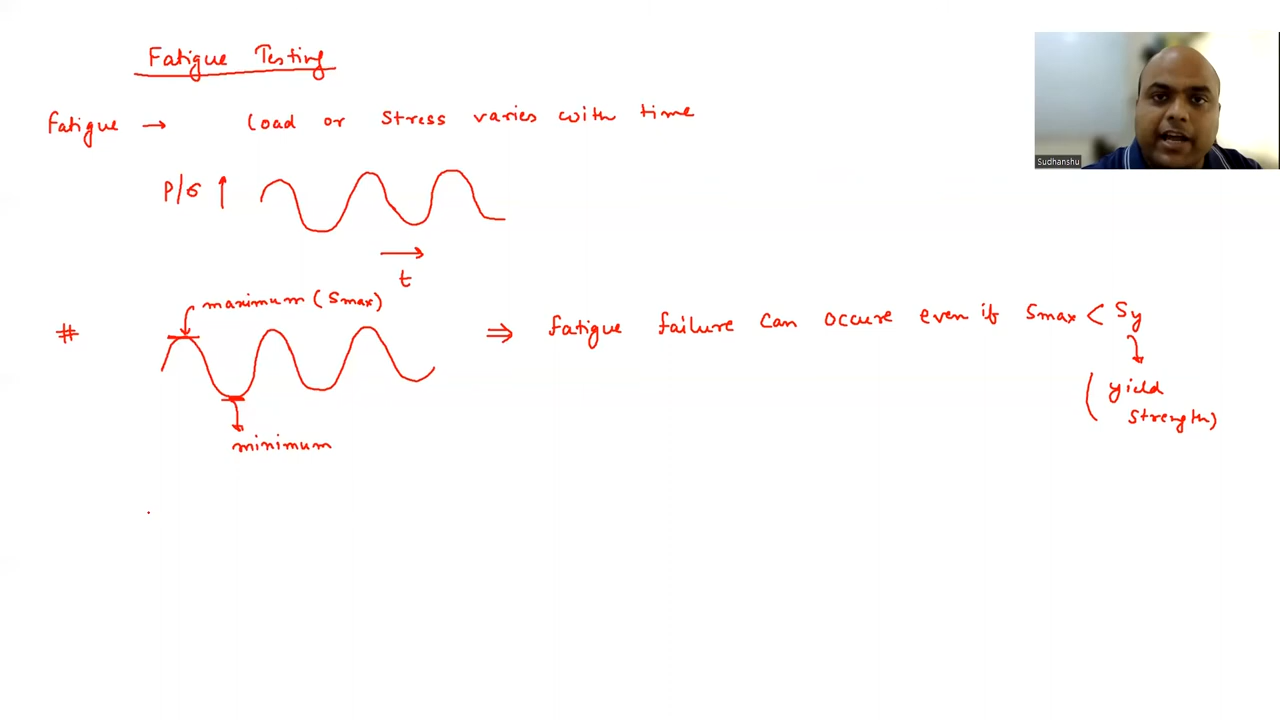 Fatigue Testing
Fatigue → Load or stress varies with time
P/σ ↑
t
maximum (Smax)
# ⇒ Fatigue failure can occure even if Smax < Sy
(yield
strength)
minimum
Sudhanshu